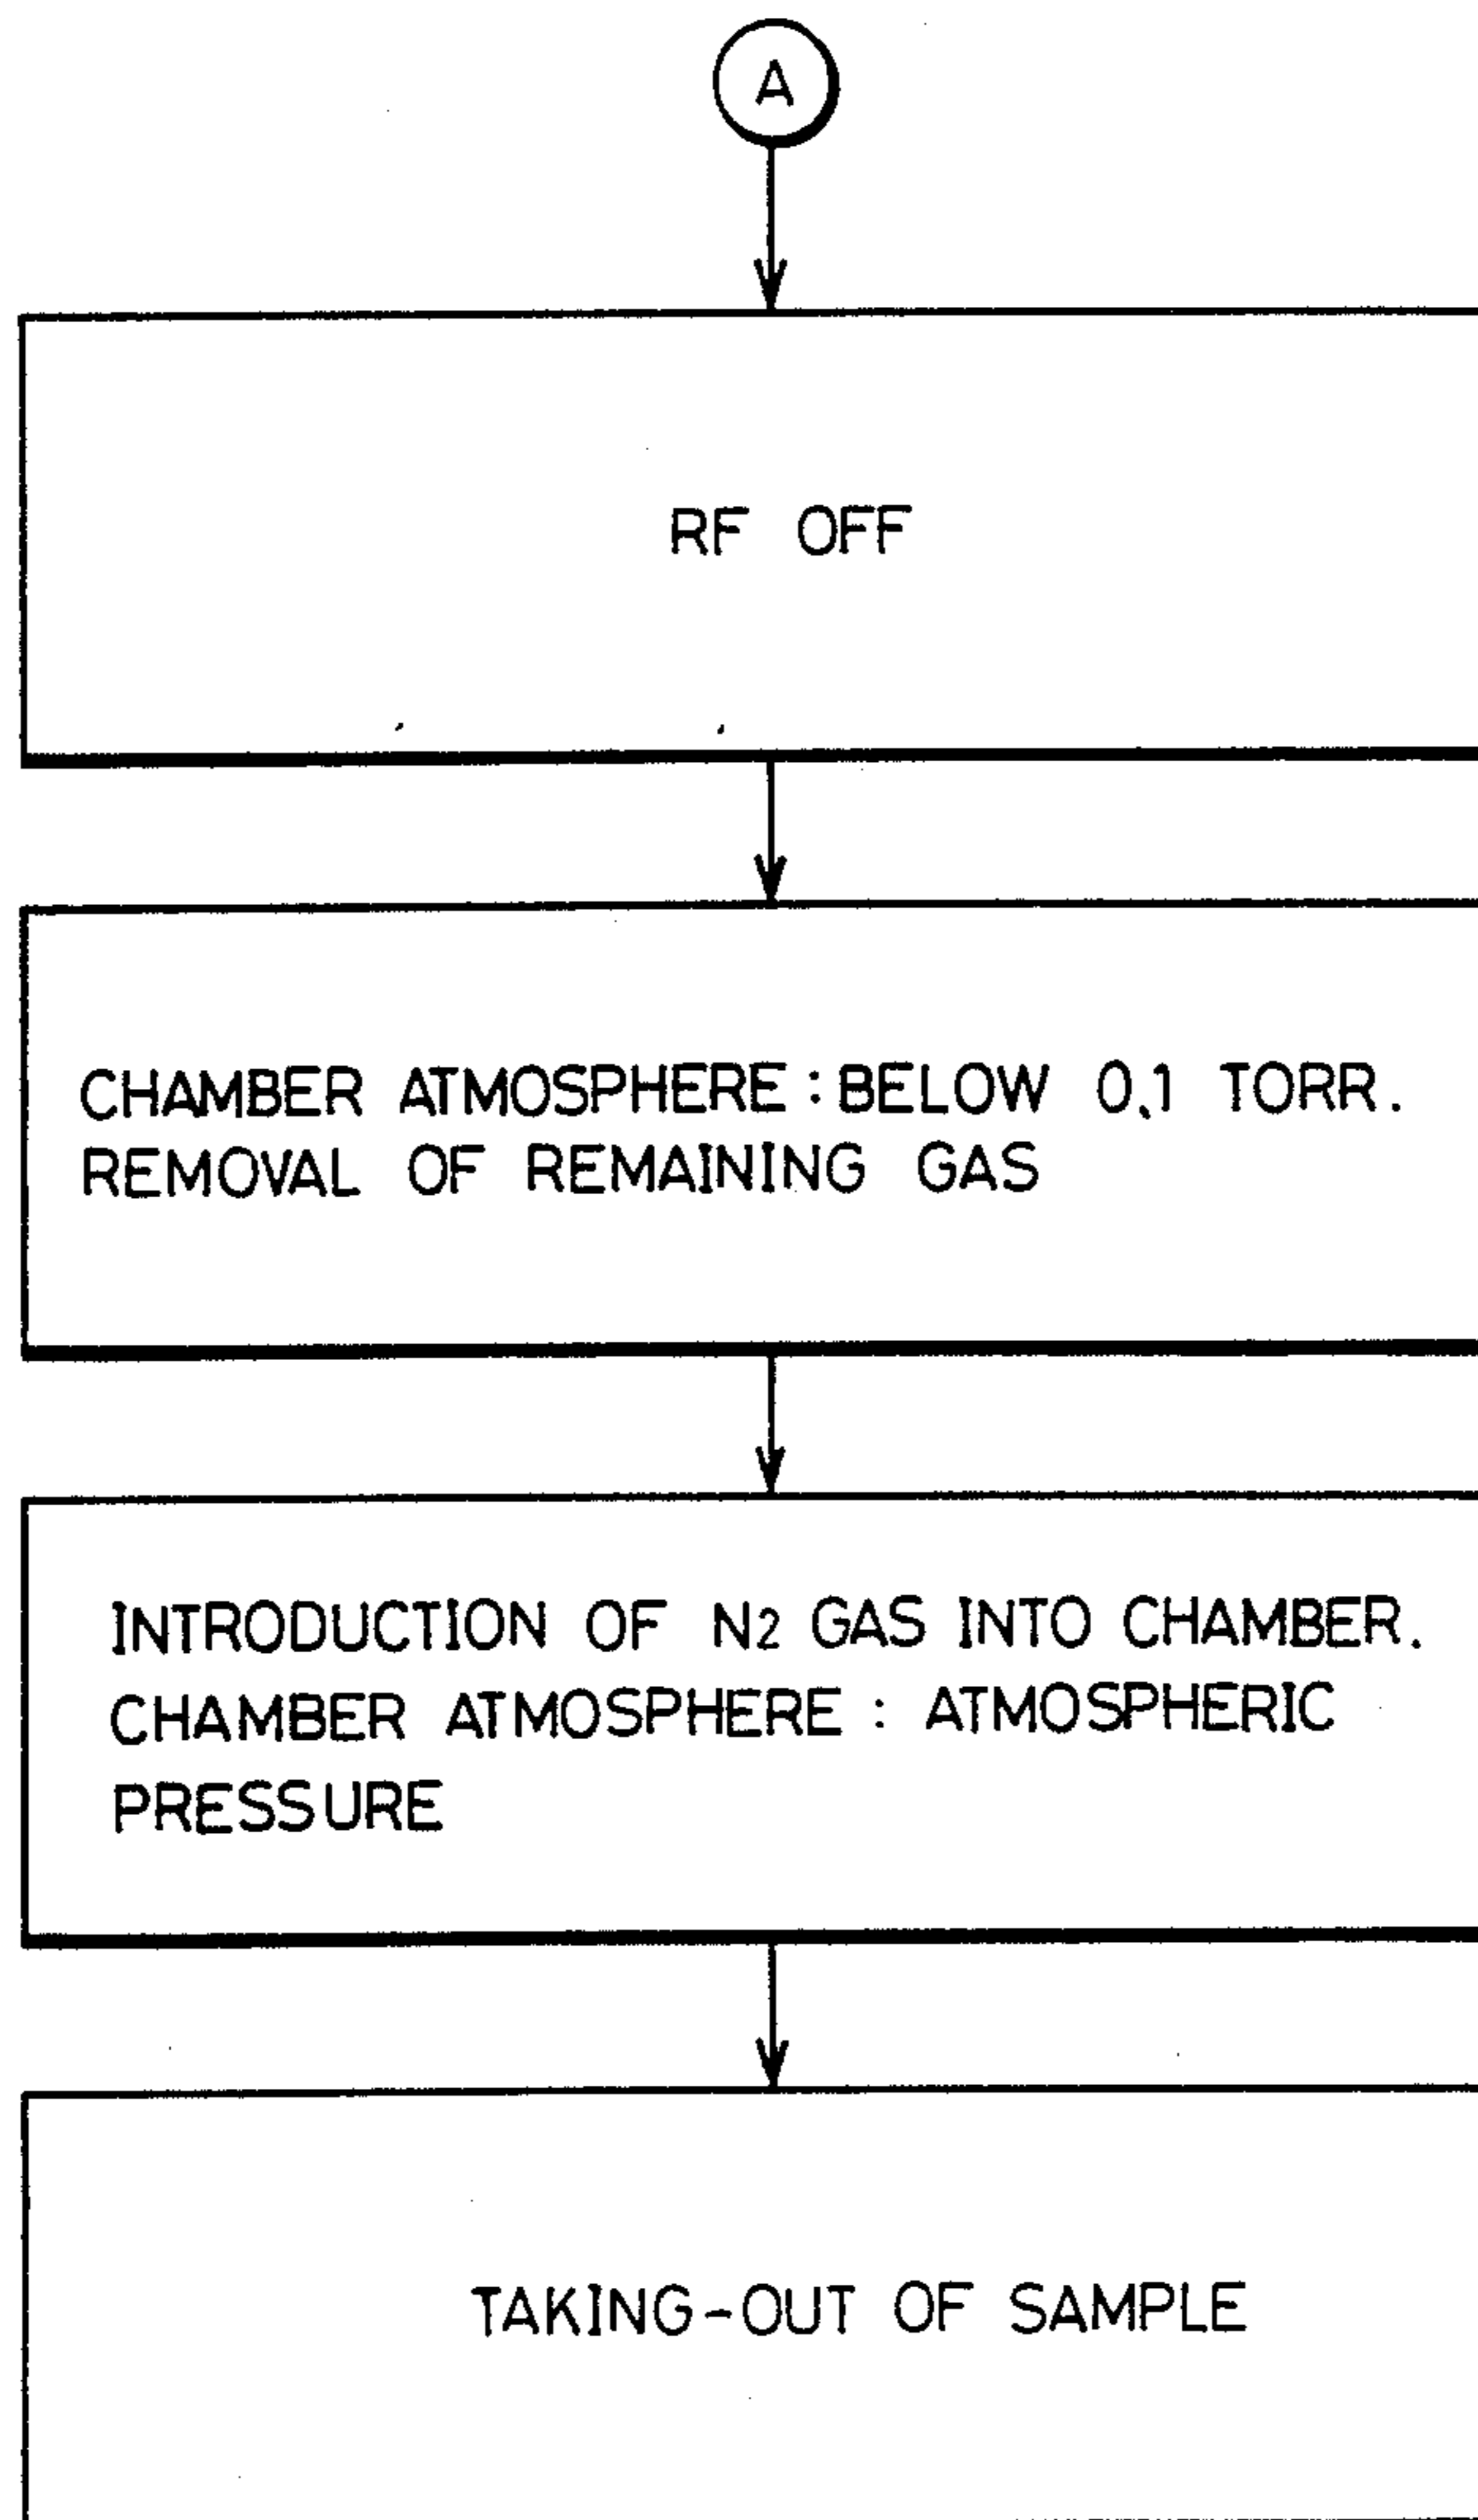 A
RF OFF
CHAMBER ATMOSPHERE : BELOW 0.1 TORR.
REMOVAL OF REMAINING GAS
INTRODUCTION OF N2 GAS INTO CHAMBER.
CHAMBER ATMOSPHERE : ATMOSPHERIC
PRESSURE
TAKING-OUT OF SAMPLE